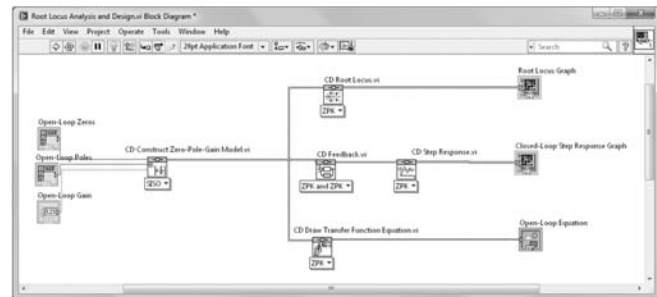 Root Locus Analysis and Design.vi Block Diagram *
File Edit View Project Operate Tools Window Help
28pt Application Font
Search
Root Locus Graph
CD Root Locus.vi
ZPK
Open-Loop Zeros
CD Construct Zero-Pole-Gain Model.vi
CD Feedback.vi
CD Step Response.vi
Closed-Loop Step Response Graph
Open-Loop Poles
SISO
ZPK and ZPK
ZPK
Open-Loop Gain
Open-Loop Equation
CD Draw Transfer Function Equation.vi
ZPK